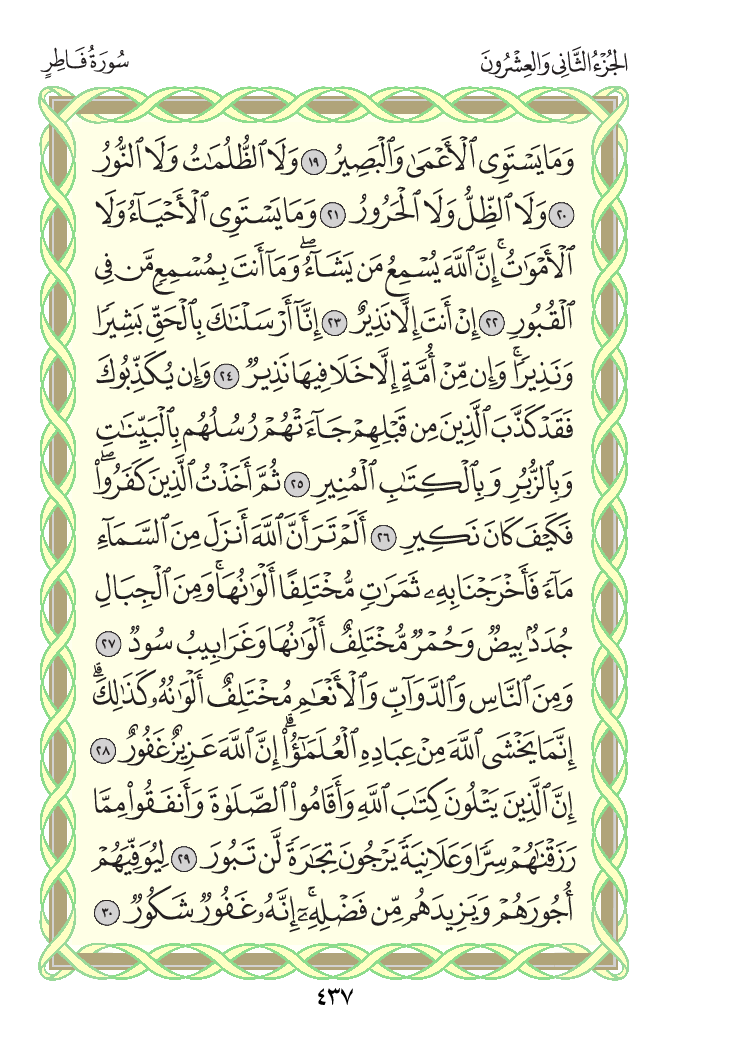 الجُزْءُ الثَّانِي وَالعِشْرُونَ
سُورَةُ فَاطِرٍ
وَمَا يَسۡتَوِي ٱلۡأَعۡمَىٰ وَٱلۡبَصِيرُ ١٩ وَلَا ٱلظُّلُمَٰتُ وَلَا ٱلنُّورُ
٢٠ وَلَا ٱلظِّلُّ وَلَا ٱلۡحَرُورُ ٢١ وَمَا يَسۡتَوِي ٱلۡأَحۡيَآءُ وَلَا
ٱلۡأَمۡوَٰتُۚ إِنَّ ٱللَّهَ يُسۡمِعُ مَن يَشَآءُۖ وَمَآ أَنتَ بِمُسۡمِعٖ مَّن فِي
ٱلۡقُبُورِ ٢٢ إِنۡ أَنتَ إِلَّا نَذِيرٌ ٢٣ إِنَّآ أَرۡسَلۡنَٰكَ بِٱلۡحَقِّ بَشِيرٗا
وَنَذِيرٗاۚ وَإِن مِّنۡ أُمَّةٍ إِلَّا خَلَا فِيهَا نَذِيرٞ ٢٤ وَإِن يُكَذِّبُوكَ
فَقَدۡ كَذَّبَ ٱلَّذِينَ مِن قَبۡلِهِمۡ جَآءَتۡهُمۡ رُسُلُهُم بِٱلۡبَيِّنَٰتِ
وَبِٱلزُّبُرِ وَبِٱلۡكِتَٰبِ ٱلۡمُنِيرِ ٢٥ ثُمَّ أَخَذۡتُ ٱلَّذِينَ كَفَرُواْۖ
فَكَيۡفَ كَانَ نَكِيرِ ٢٦ أَلَمۡ تَرَ أَنَّ ٱللَّهَ أَنزَلَ مِنَ ٱلسَّمَآءِ
مَآءٗ فَأَخۡرَجۡنَا بِهِۦ ثَمَرَٰتٖ مُّخۡتَلِفًا أَلۡوَٰنُهَاۚ وَمِنَ ٱلۡجِبَالِ
جُدَدُۢ بِيضٞ وَحُمۡرٞ مُّخۡتَلِفٌ أَلۡوَٰنُهَا وَغَرَابِيبُ سُودٞ ٢٧
وَمِنَ ٱلنَّاسِ وَٱلدَّوَآبِّ وَٱلۡأَنۡعَٰمِ مُخۡتَلِفٌ أَلۡوَٰنُهُۥ كَذَٰلِكَۗ
إِنَّمَا يَخۡشَى ٱللَّهَ مِنۡ عِبَادِهِ ٱلۡعُلَمَٰٓؤُاْۗ إِنَّ ٱللَّهَ عَزِيزٌ غَفُورٌ ٢٨
إِنَّ ٱلَّذِينَ يَتۡلُونَ كِتَٰبَ ٱللَّهِ وَأَقَامُواْ ٱلصَّلَوٰةَ وَأَنفَقُواْ مِمَّا
رَزَقۡنَٰهُمۡ سِرّٗا وَعَلَانِيَةٗ يَرۡجُونَ تِجَٰرَةٗ لَّن تَبُورَ ٢٩ لِيُوَفِّيَهُمۡ
أُجُورَهُمۡ وَيَزِيدَهُم مِّن فَضۡلِهِۦٓۚ إِنَّهُۥ غَفُورٞ شَكُورٞ ٣٠
٤٣٧